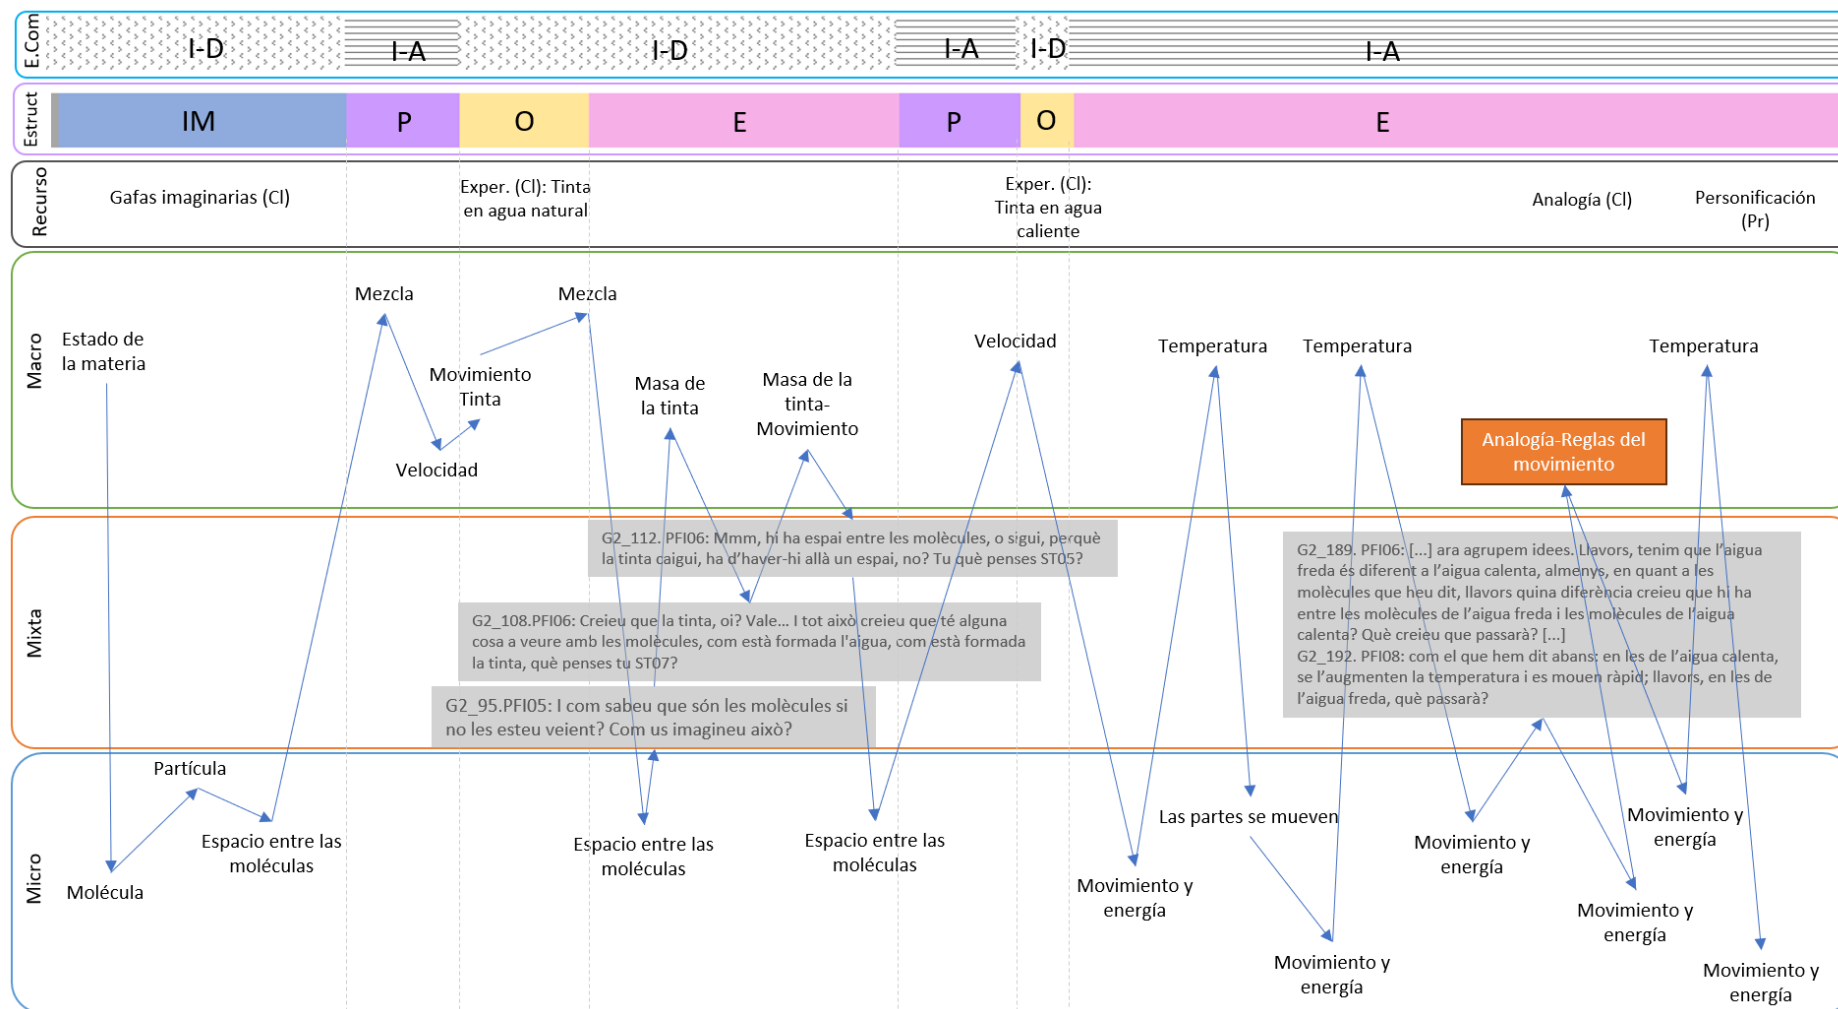 E.Com
I-D
I-A
I-D
I-A
I-D
I-A
Estruct
IM
P
O
E
P
O
E
Recurso
Gafas imaginarias (Cl)
Exper. (Cl): Tinta
en agua natural
Exper. (Cl):
Tinta en agua
caliente
Analogía (Cl)
Personificación
(Pr)
Macro
Estado de
la materia
Mezcla
Velocidad
Movimiento
Tinta
Mezcla
Masa de
la tinta
Masa de la
tinta-
Movimiento
Velocidad
Temperatura
Temperatura
Analogía-Reglas del
movimiento
Temperatura
Mixta
G2_112. PFI06: Mmm, hi ha espai entre les molècules, o sigui, perquè
la tinta caigui, ha d’haver-hi allà un espai, no? Tu què penses ST05?
G2_108.PFI06: Creieu que la tinta, oi? Vale... I tot això creieu que té alguna
cosa a veure amb les molècules, com està formada l'aigua, com està formada
la tinta, què penses tu ST07?
G2_95.PFI05: I com sabeu que són les molècules si
no les esteu veient? Com us imagineu això?
G2_189. PFI06: [...] ara agrupem idees. Llavors, tenim que l’aigua
freda és diferent a l’aigua calenta, almenys, en quant a les
molècules que heu dit, llavors quina diferència creieu que hi ha
entre les molècules de l’aigua freda i les molècules de l’aigua
calenta? Què creieu que passarà? [...]
G2_192. PFI08: com el que hem dit abans: en les de l’aigua calenta,
se l’augmenten la temperatura i es mouen ràpid; llavors, en les de
l’aigua freda, què passarà?
Micro
Molécula
Partícula
Espacio entre las
moléculas
Espacio entre las
moléculas
Espacio entre las
moléculas
Movimiento y
energía
Las partes se mueven
Movimiento y
energía
Movimiento y
energía
Movimiento y
energía
Movimiento y
energía
Movimiento y
energía